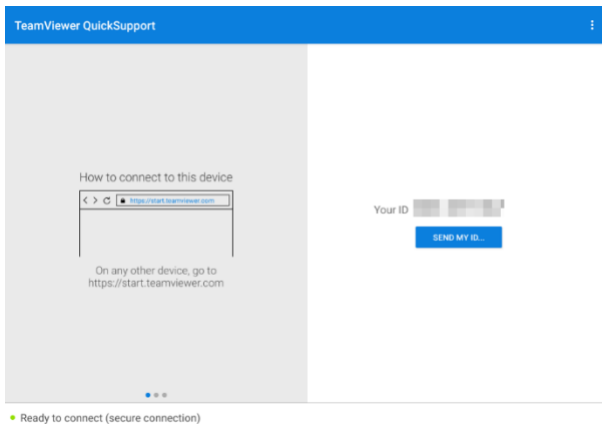 TeamViewer QuickSupport
How to connect to this device
https://start.teamviewer.com
On any other device, go to
https://start.teamviewer.com
Your ID
SEND MY ID...
Ready to connect (secure connection)